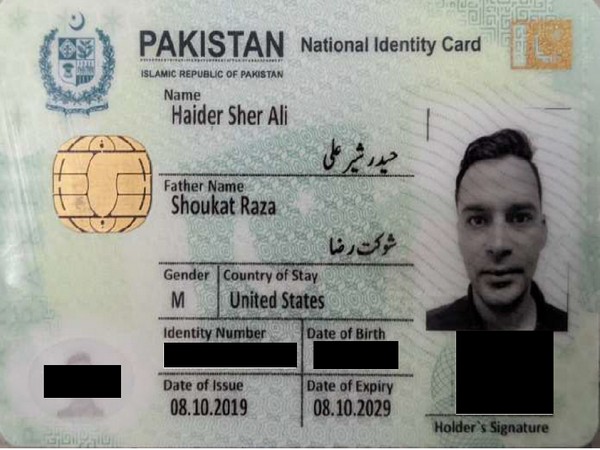 PAKISTAN National Identity Card
ISLAMIC REPUBLIC OF PAKISTAN
Name
Haider Sher Ali
حیدر شیر علی
Father Name
Shoukat Raza
شوکت رضا
Gender Country of Stay
M United States
Identity Number Date of Birth
Date of Issue Date of Expiry
08.10.2019 08.10.2029
Holder`s Signature